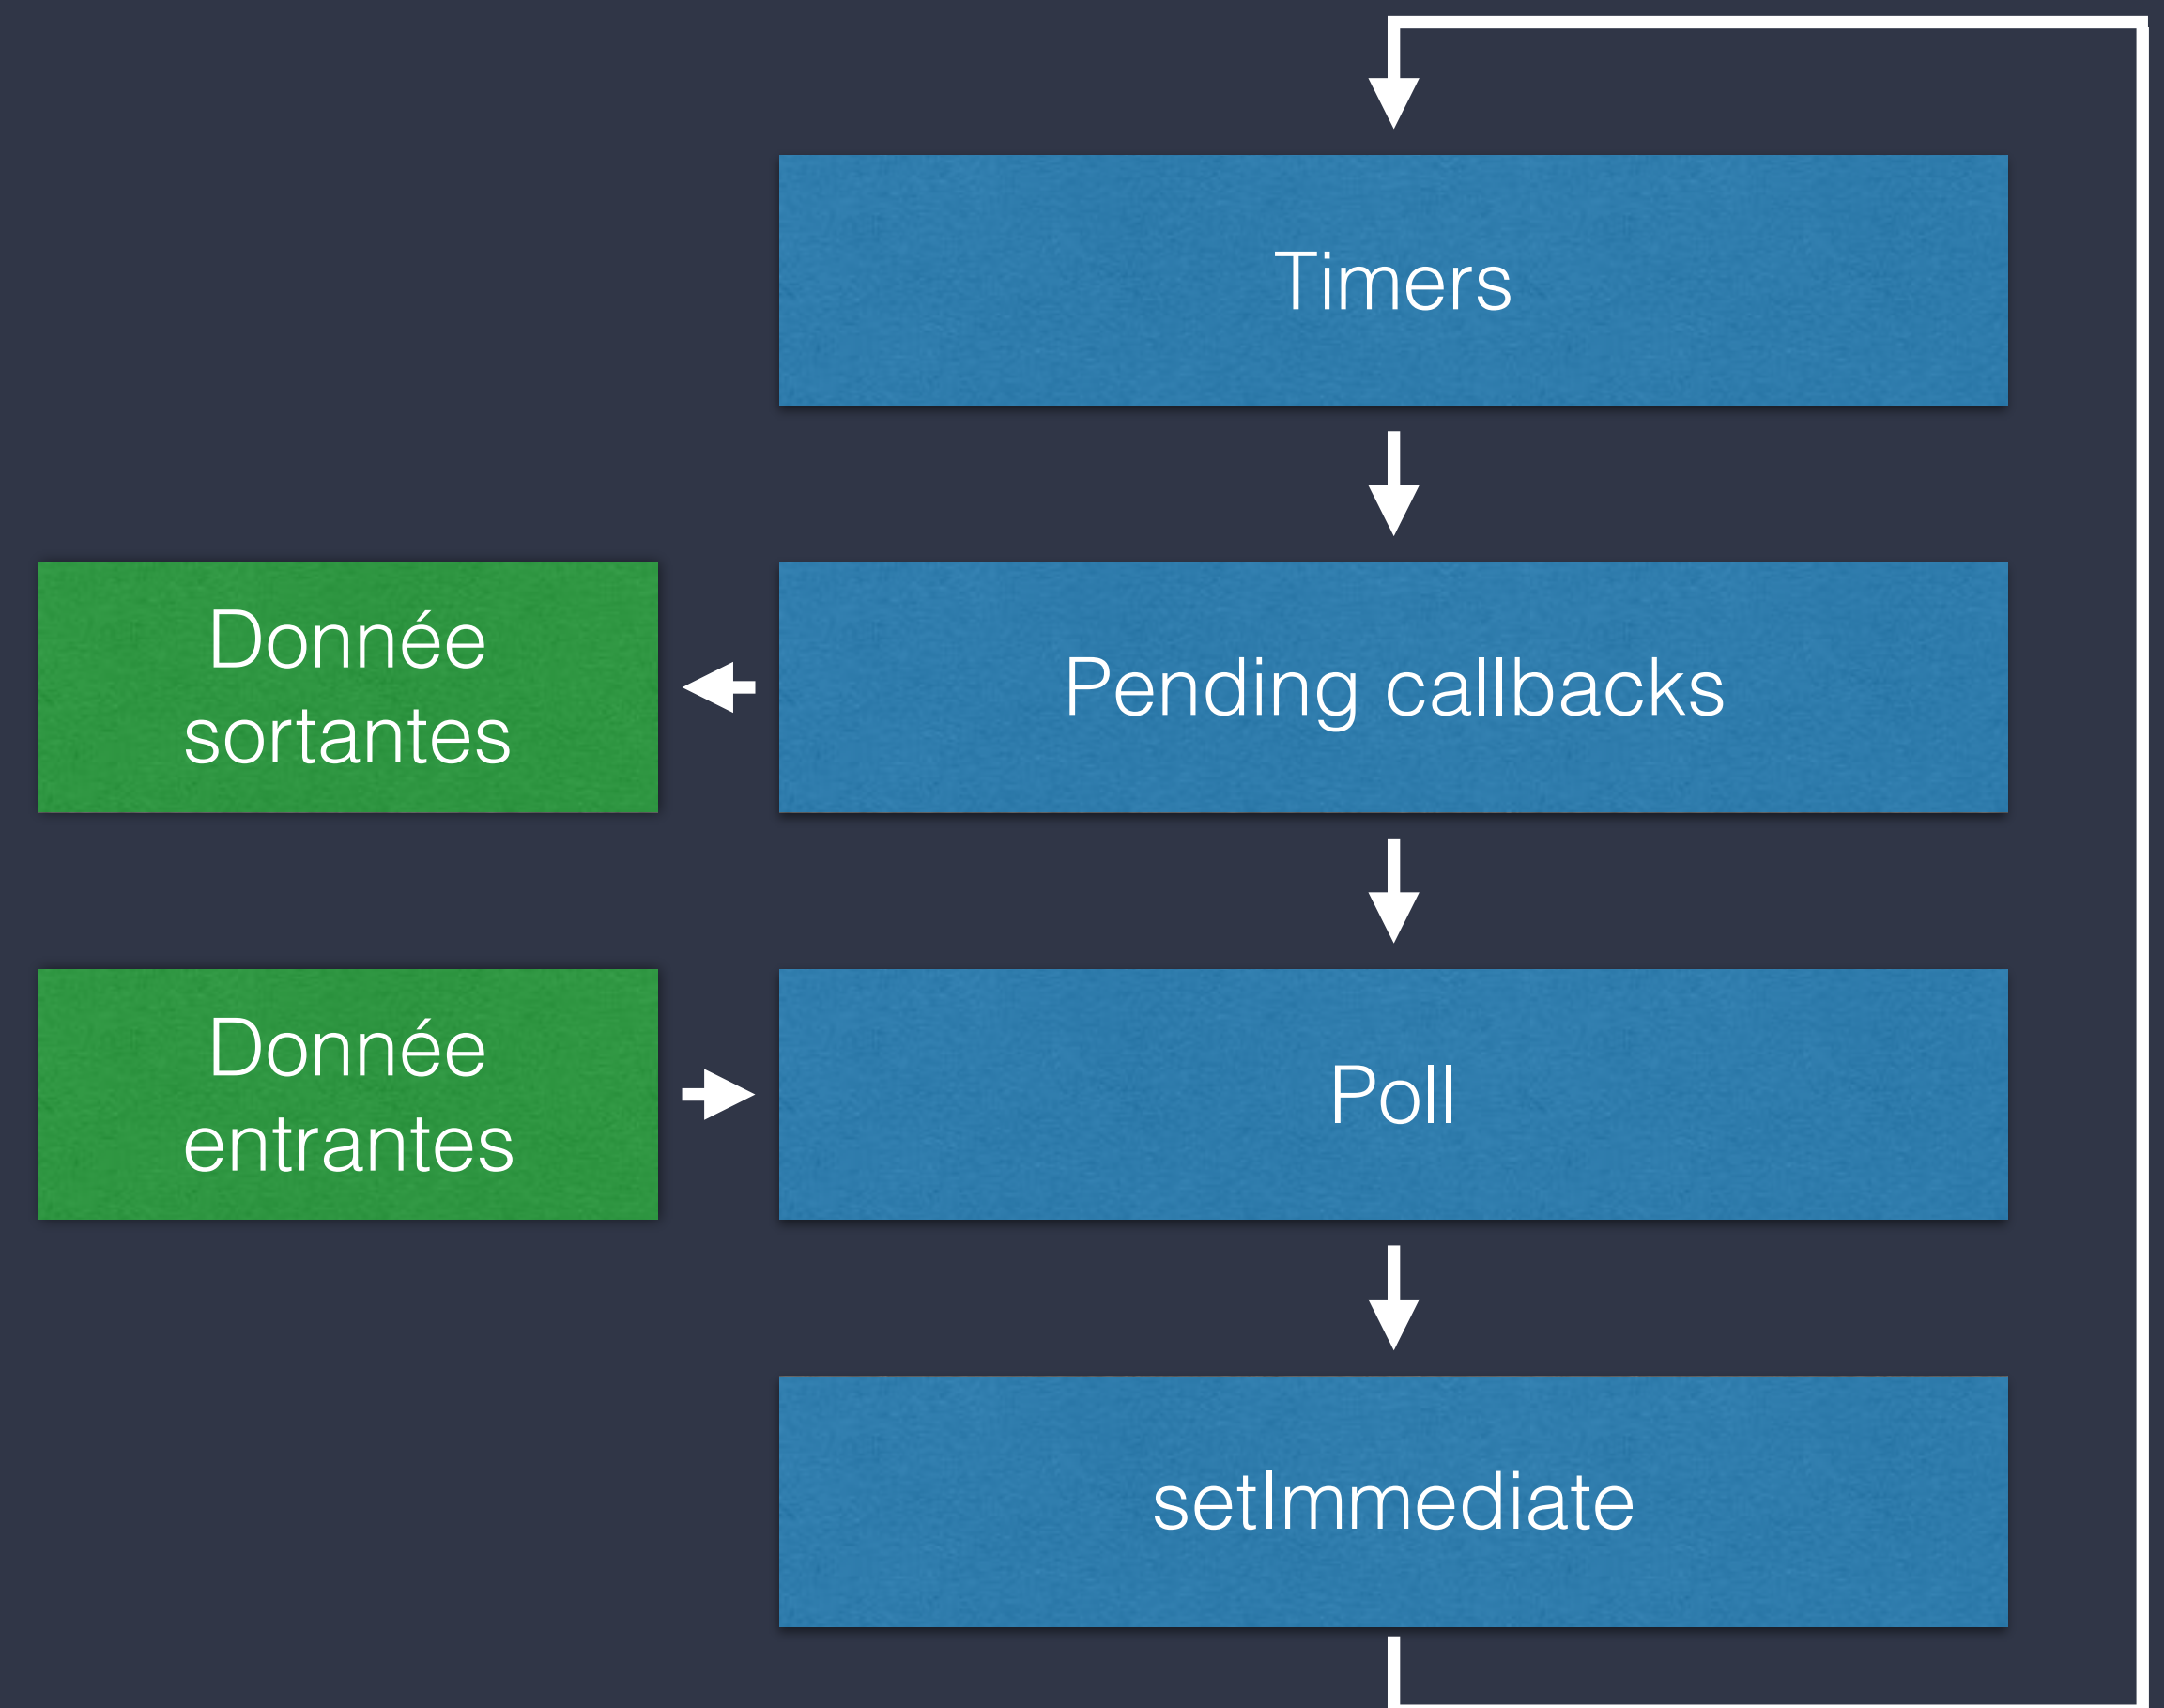 Timers
Donnée
sortantes
Pending callbacks
Donnée
entrantes
Poll
setImmediate